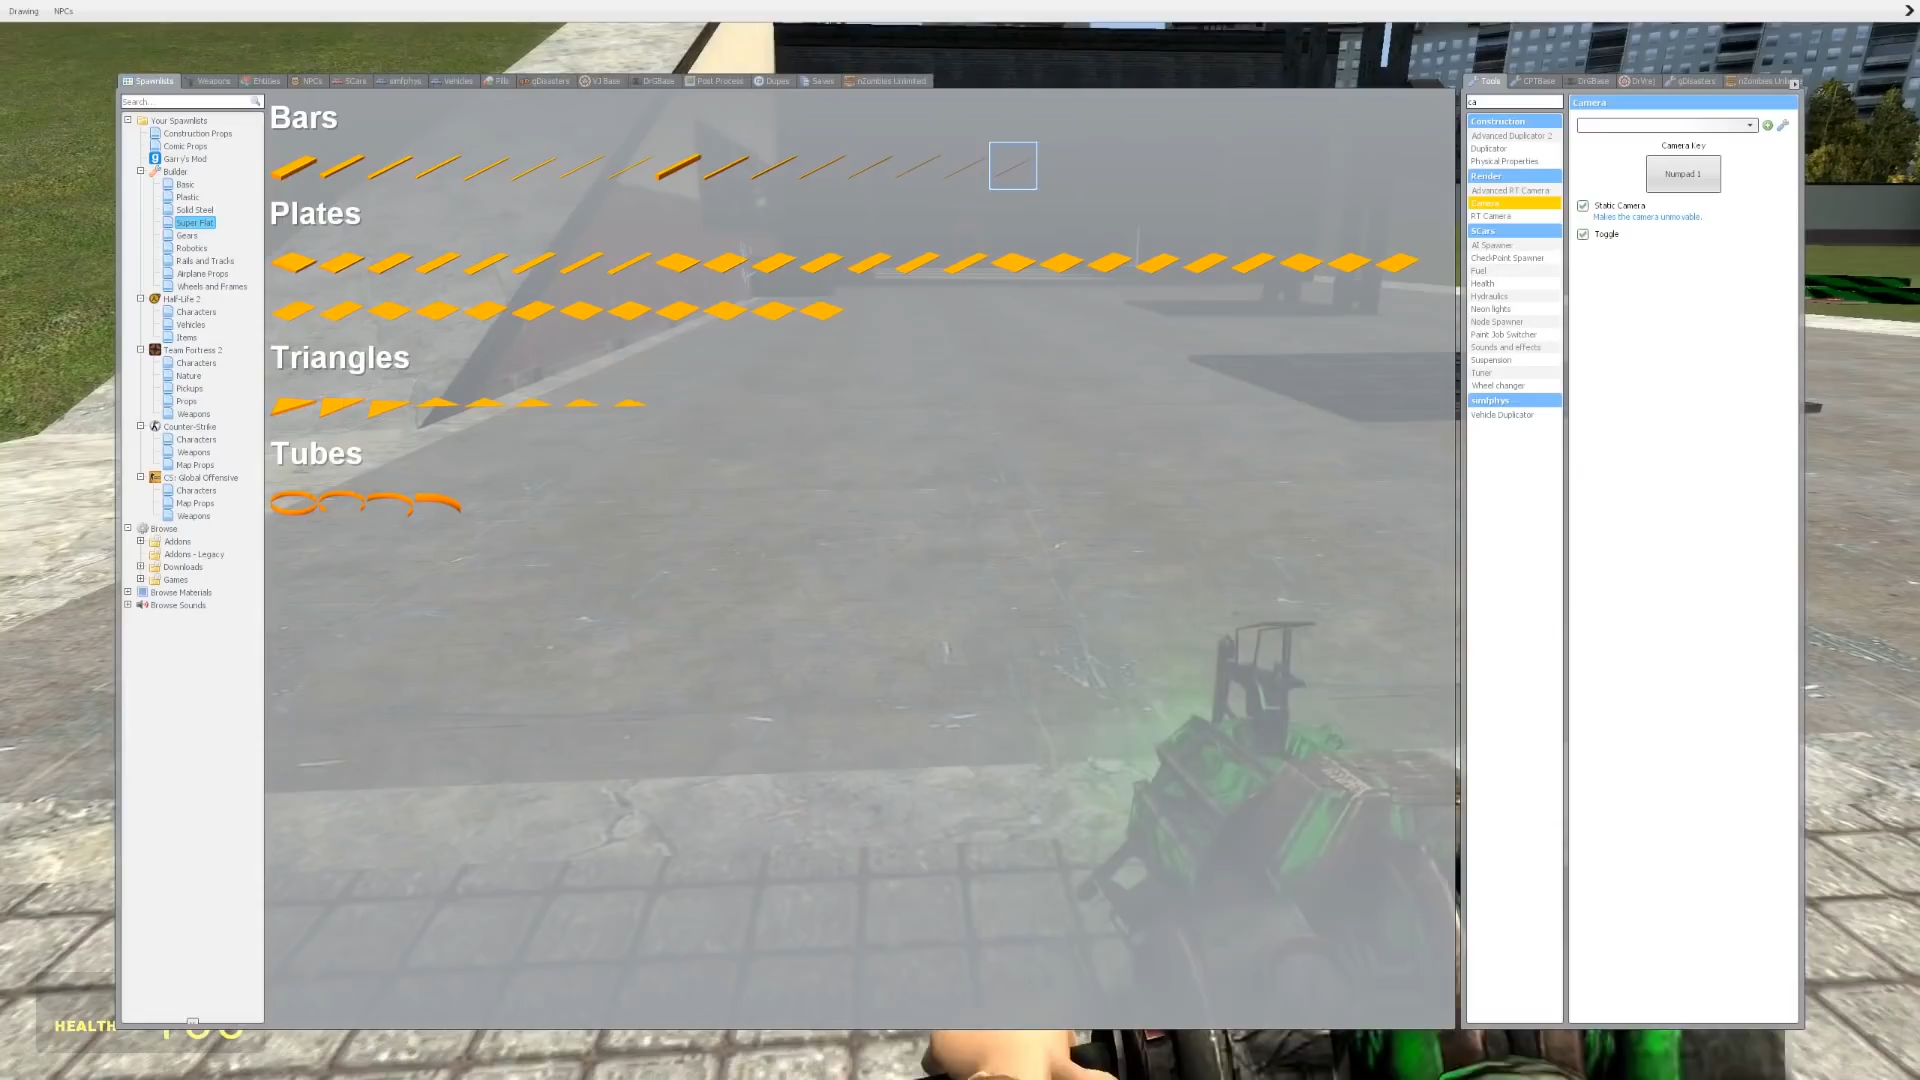 Drawing NPCs
Spawnlists Weapons Entities NPCs SCars simfphys Vehicles Pills gDisasters VJ Base DrGBase Post Process Dupes Saves nZombies Unlimited
Search...
Your Spawnlists
Construction Props
Comic Props
Garry's Mod
Builder
Basic
Plastic
Solid Steel
Super Flat
Gears
Robotics
Rails and Tracks
Airplane Props
Wheels and Frames
Half-Life 2
Characters
Vehicles
Items
Team Fortress 2
Characters
Nature
Pickups
Props
Weapons
Counter-Strike
Characters
Weapons
Map Props
CS: Global Offensive
Characters
Map Props
Weapons
Browse
Addons
Addons - Legacy
Downloads
Games
Browse Materials
Browse Sounds
Bars
Plates
Triangles
Tubes
Tools CPTBase DrGBase DrVrej gDisasters nZombies Unli
ca
Construction
Advanced Duplicator 2
Duplicator
Physical Properties
Render
Advanced RT Camera
Camera
RT Camera
SCars
AI Spawner
CheckPoint Spawner
Fuel
Health
Hydraulics
Neon lights
Node Spawner
Paint Job Switcher
Sounds and effects
Suspension
Tuner
Wheel changer
simfphys
Vehicle Duplicator
Camera
Camera Key
Numpad 1
Static Camera
Makes the camera unmovable.
Toggle
HEALTH 100